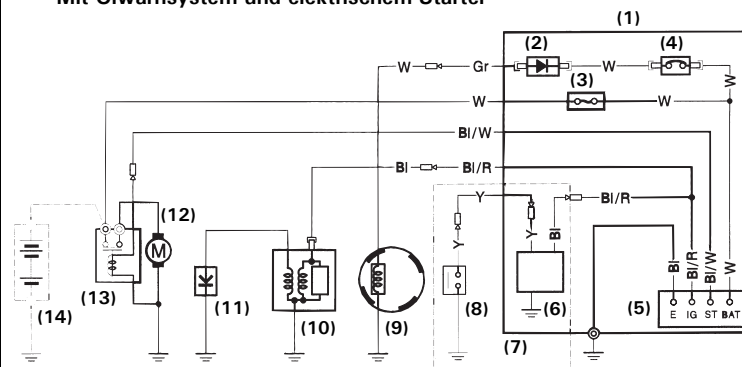 Mit Ölwarnsystem und elektrischem Starter
(1)
(2)
(4)
W
Gr
W
(3)
W
W
W
Bl/W
Bl
Bl/R
Y
Bl/R
(12)
Y
Y
Bl
M
Bl
Bl/R
Bl/W
W
(13)
(14)
(11)
(10)
(9)
(8)
(6)
(5)
E IG ST BAT
(7)